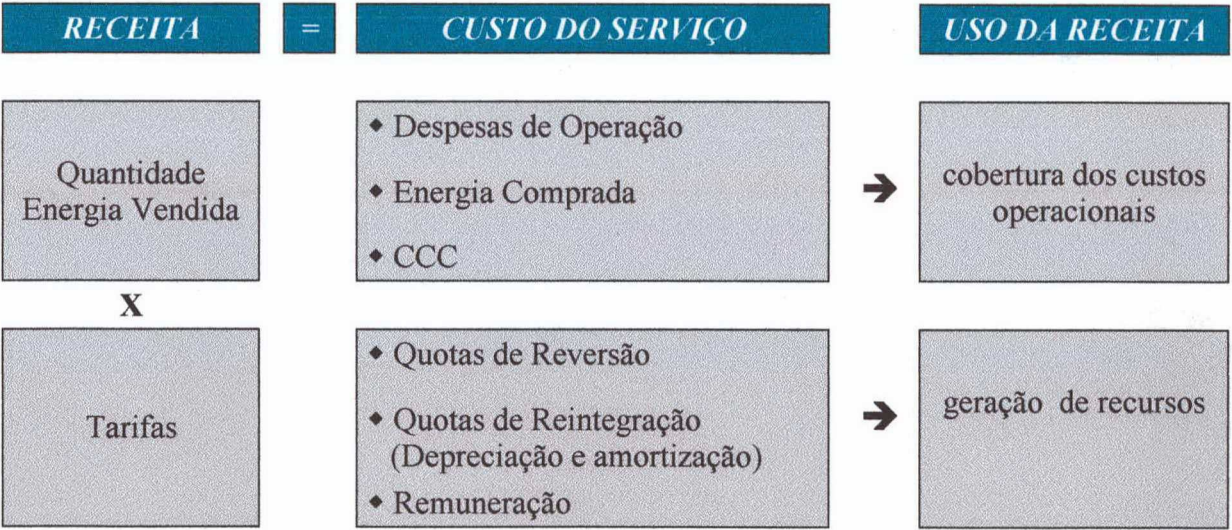 RECEITA = CUSTO DO SERVIÇO USO DA RECEITA
Quantidade
Energia Vendida
◆ Despesas de Operação
◆ Energia Comprada
◆ CCC
➔
cobertura dos custos
operacionais
X
Tarifas
◆ Quotas de Reversão
◆ Quotas de Reintegração
(Depreciação e amortização)
◆ Remuneração
➔
geração de recursos